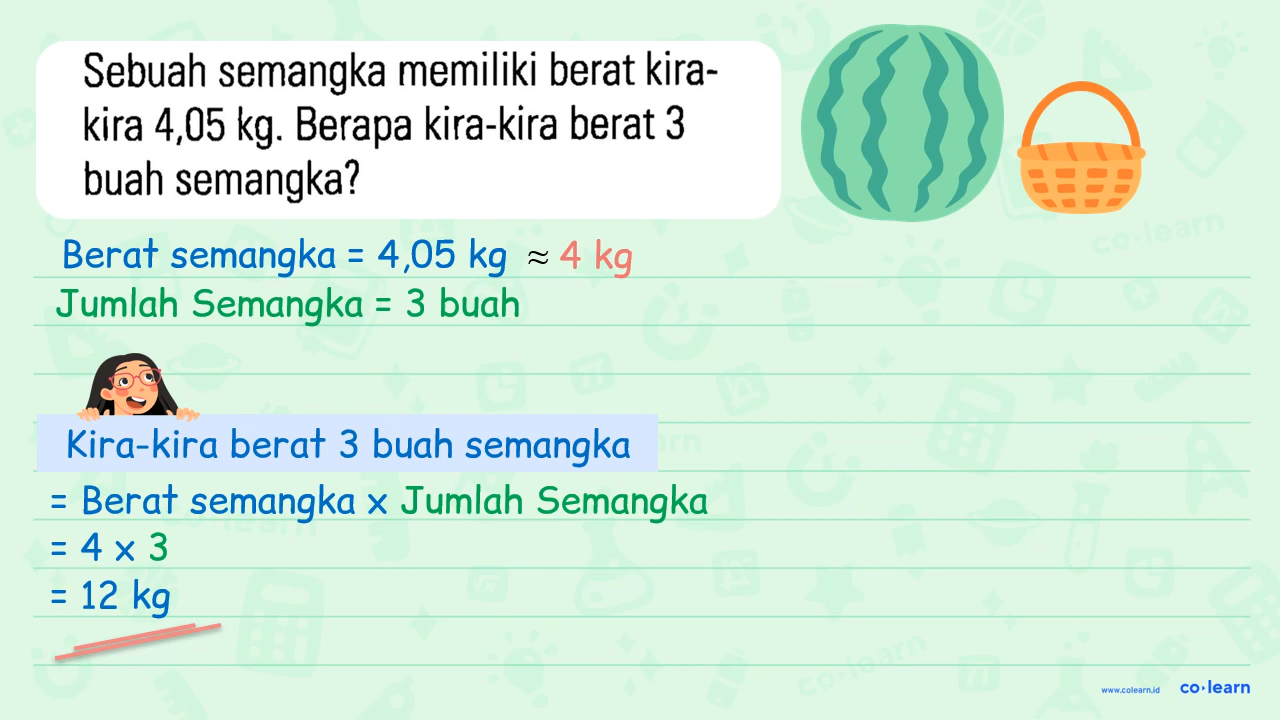 Sebuah semangka memiliki berat kira-
kira 4,05 kg. Berapa kira-kira berat 3
buah semangka?
Berat semangka = 4,05 kg ≈ 4 kg
Jumlah Semangka = 3 buah
Kira-kira berat 3 buah semangka
= Berat semangka x Jumlah Semangka
= 4 x 3
= 12 kg
www.colearn.id co·learn